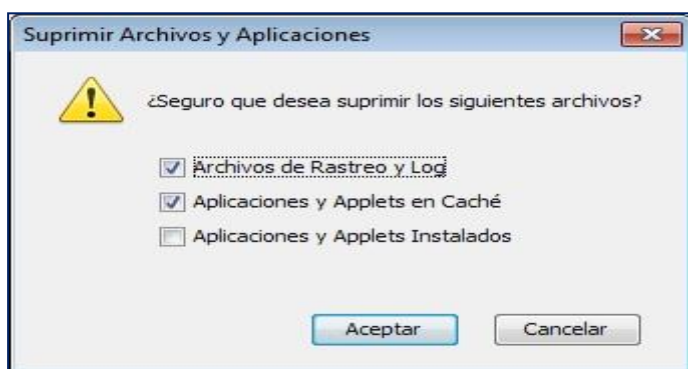 Suprimir Archivos y Aplicaciones
¿Seguro que desea suprimir los siguientes archivos?
Archivos de Rastreo y Log
Aplicaciones y Applets en Caché
Aplicaciones y Applets Instalados
Aceptar Cancelar